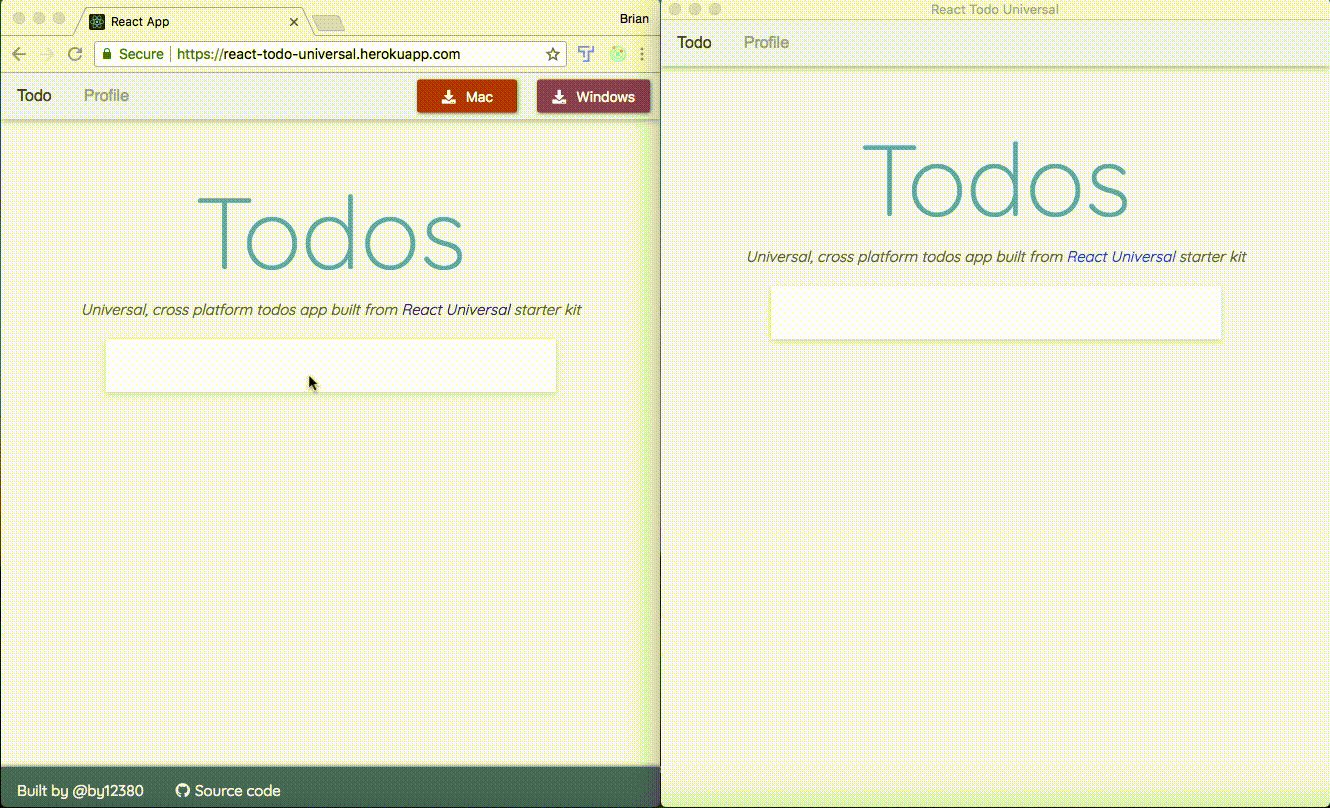 React App
Brian
Secure https://react-todo-universal.herokuapp.com
Todo Profile Mac Windows
Todos
Universal, cross platform todos app built from React Universal starter kit
Built by @by12380 Source code
React Todo Universal
Todo Profile
Todos
Universal, cross platform todos app built from React Universal starter kit